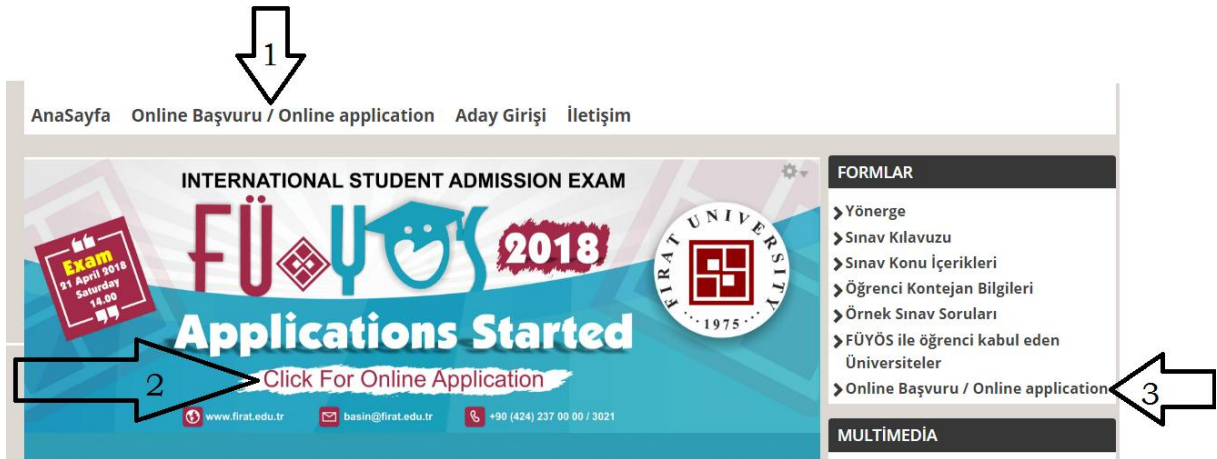 1
AnaSayfa Online Başvuru / Online application Aday Girişi İletişim
INTERNATIONAL STUDENT ADMISSION EXAM
FÜYÖS 2018
Exam
21 April 2018
Saturday
14.00
FIRAT UNIVERSITY
1975
Applications Started
2
Click For Online Application
www.firat.edu.tr basin@firat.edu.tr +90 (424) 237 00 00 / 3021
FORMLAR
Yönerge
Sınav Kılavuzu
Sınav Konu İçerikleri
Öğrenci Kontejan Bilgileri
Örnek Sınav Soruları
FÜYÖS ile öğrenci kabul eden
Üniversiteler
Online Başvuru / Online application
3
MULTİMEDİA